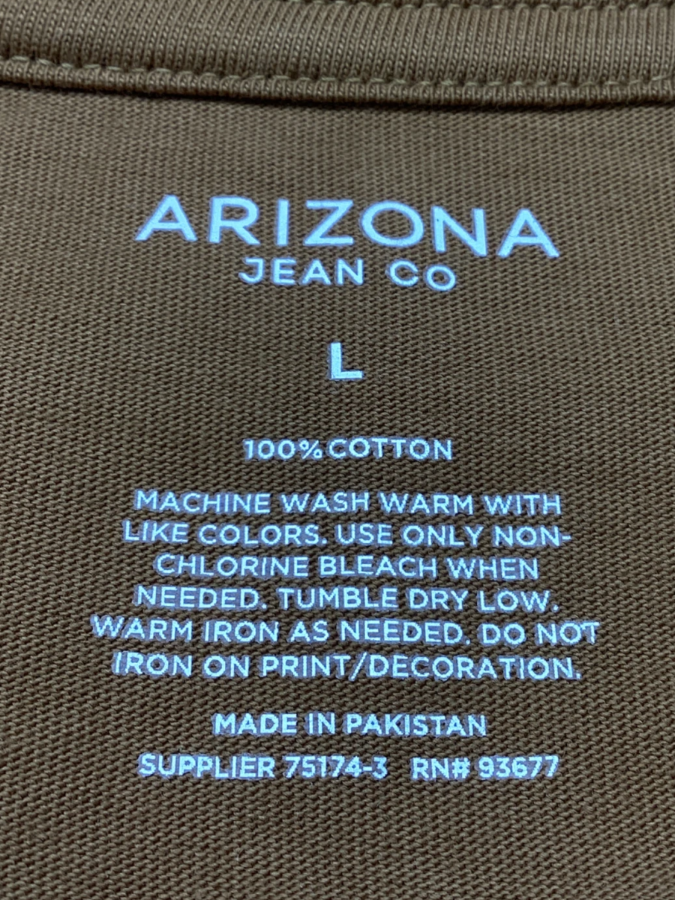 ARIZONA
JEAN CO
L
100% COTTON
MACHINE WASH WARM WITH
LIKE COLORS. USE ONLY NON-
CHLORINE BLEACH WHEN
NEEDED. TUMBLE DRY LOW.
WARM IRON AS NEEDED. DO NOT
IRON ON PRINT/DECORATION.
MADE IN PAKISTAN
SUPPLIER 75174-3 RN# 93677